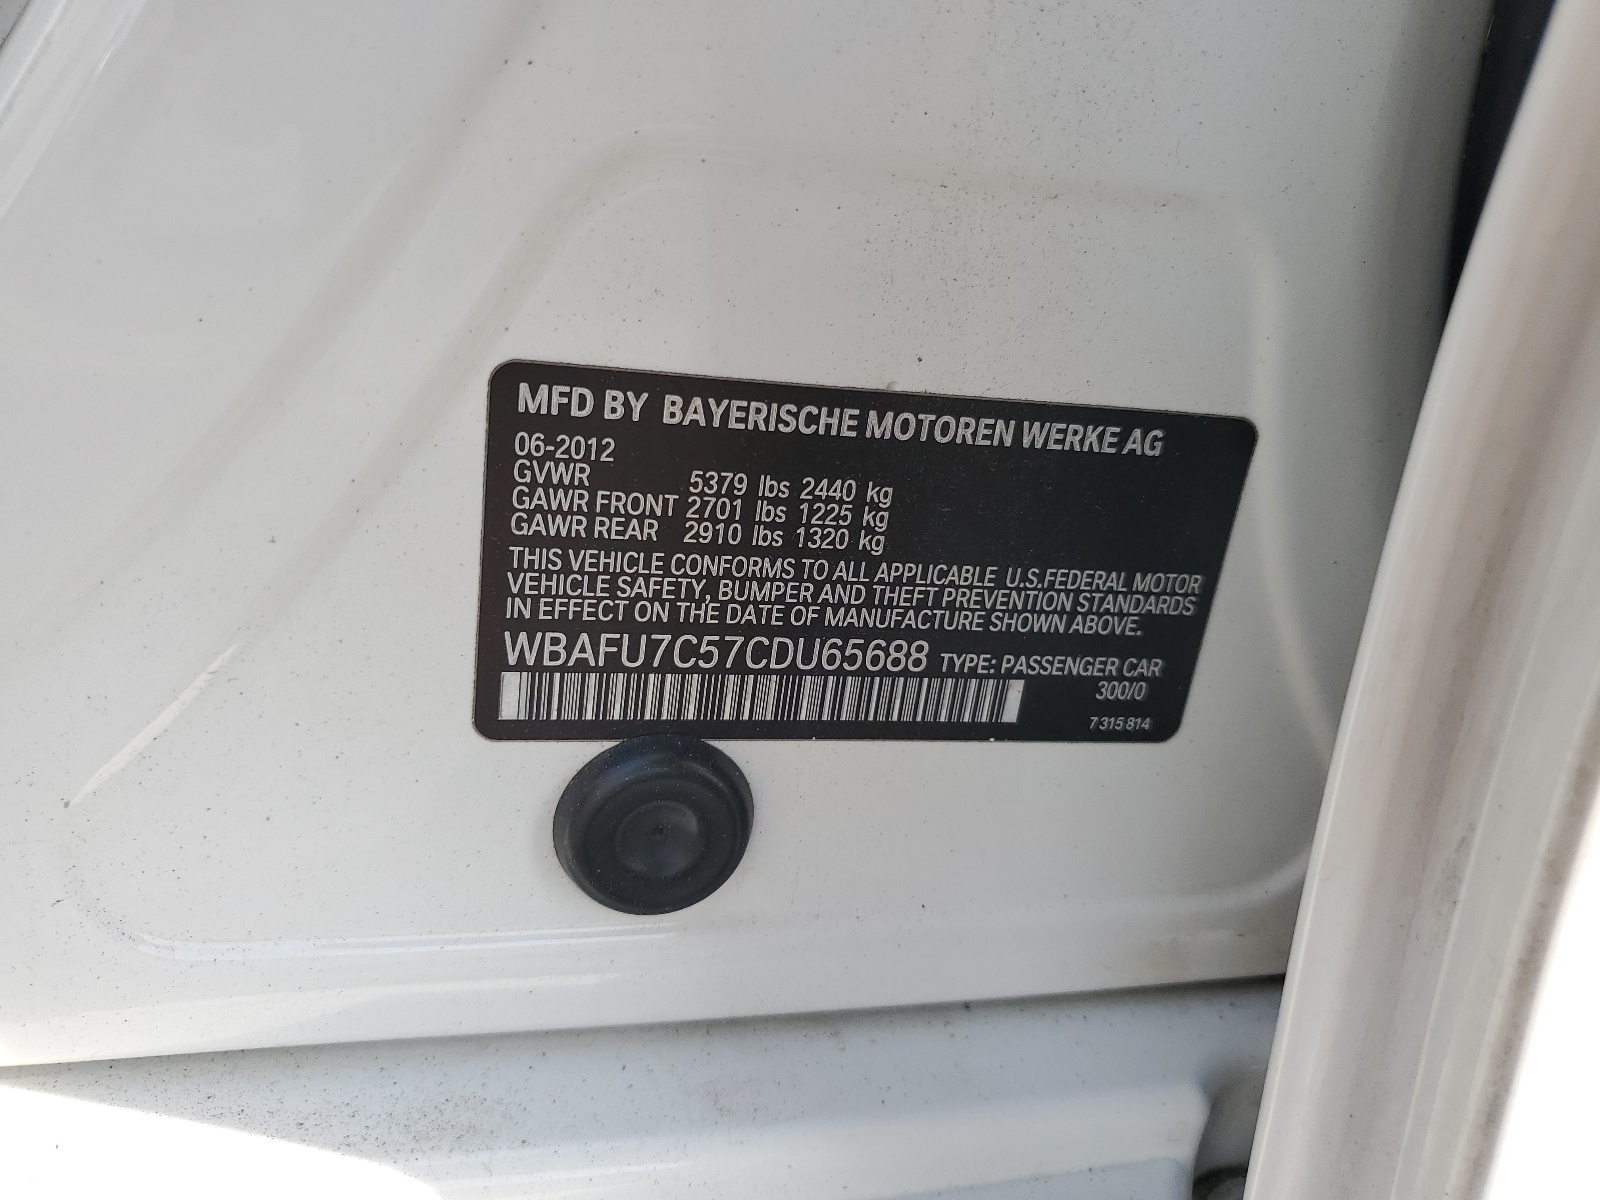 MFD BY BAYERISCHE MOTOREN WERKE AG
06-2012
GVWR 5379 lbs 2440 kg
GAWR FRONT 2701 lbs 1225 kg
GAWR REAR 2910 lbs 1320 kg
THIS VEHICLE CONFORMS TO ALL APPLICABLE U.S.FEDERAL MOTOR
VEHICLE SAFETY, BUMPER AND THEFT PREVENTION STANDARDS
IN EFFECT ON THE DATE OF MANUFACTURE SHOWN ABOVE.
WBAFU7C57CDU65688 TYPE: PASSENGER CAR
300/0
7 315 814